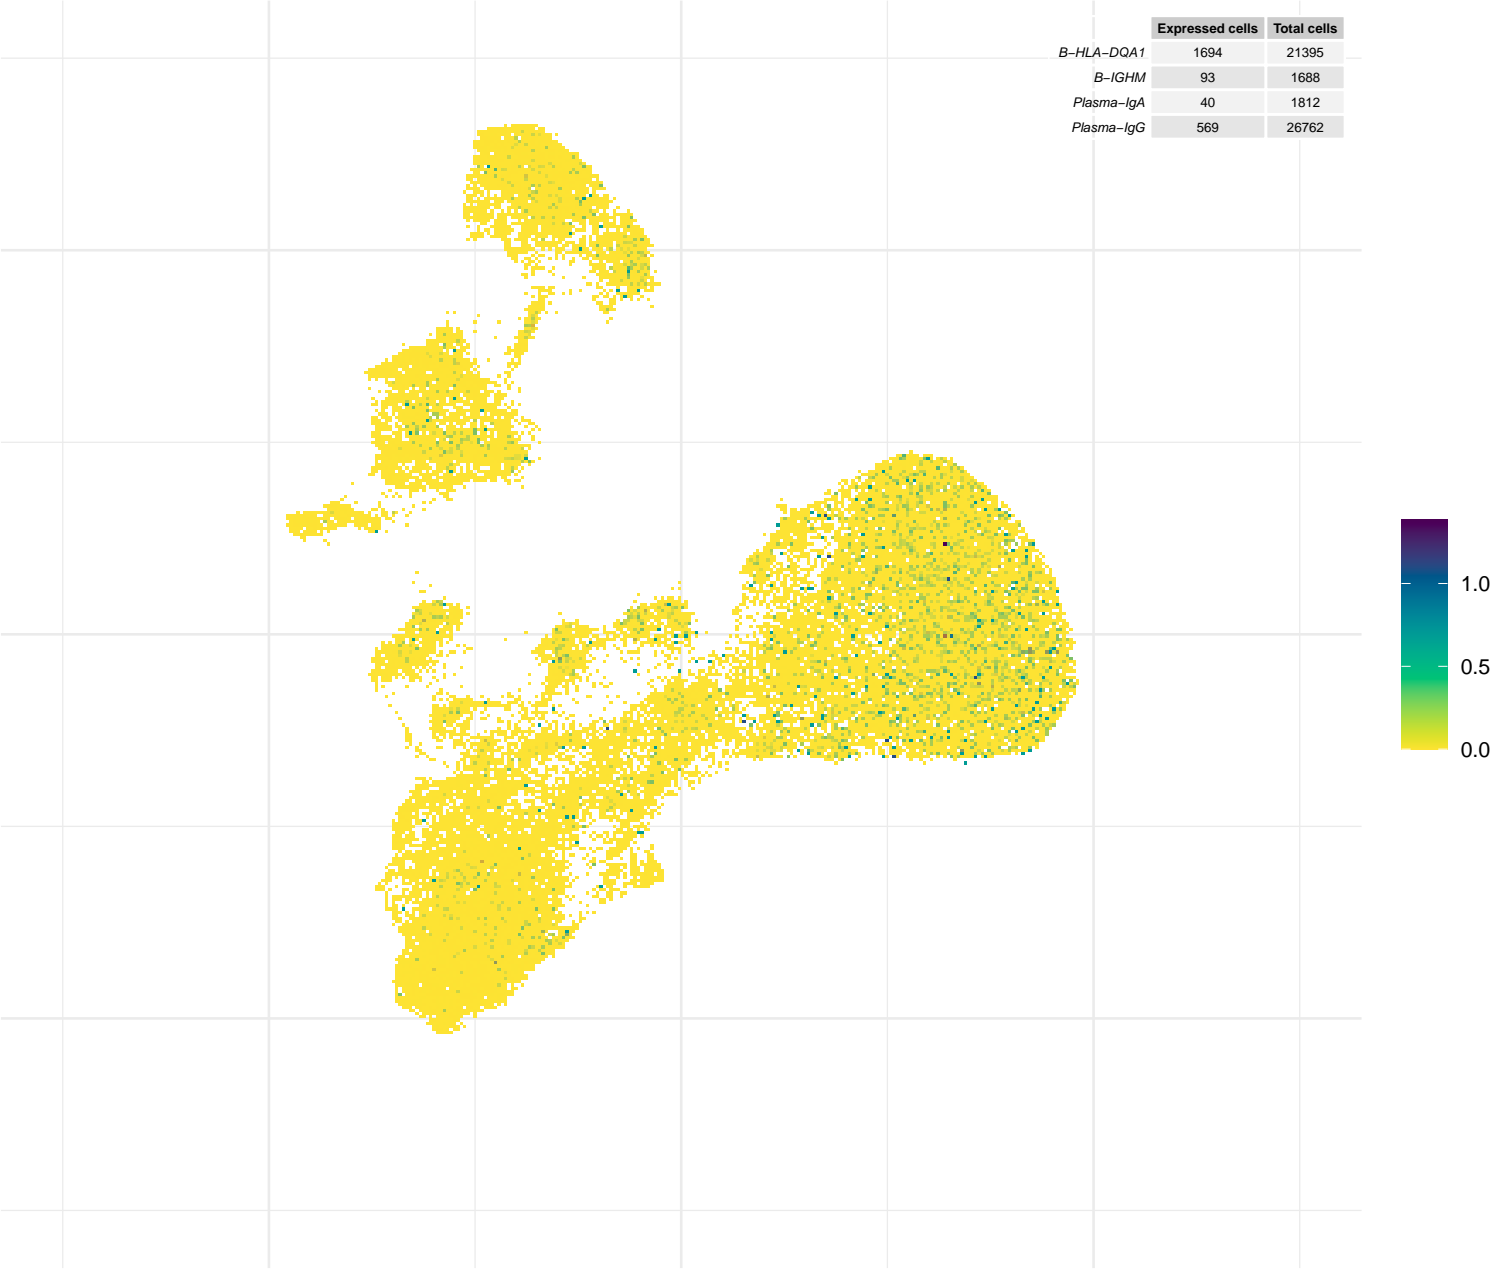 Expressed cells Total cells
B−HLA−DQA1 1694 21395
B−IGHM 93 1688
Plasma−IgA 40 1812
Plasma−IgG 569 26762
1.0
0.5
0.0